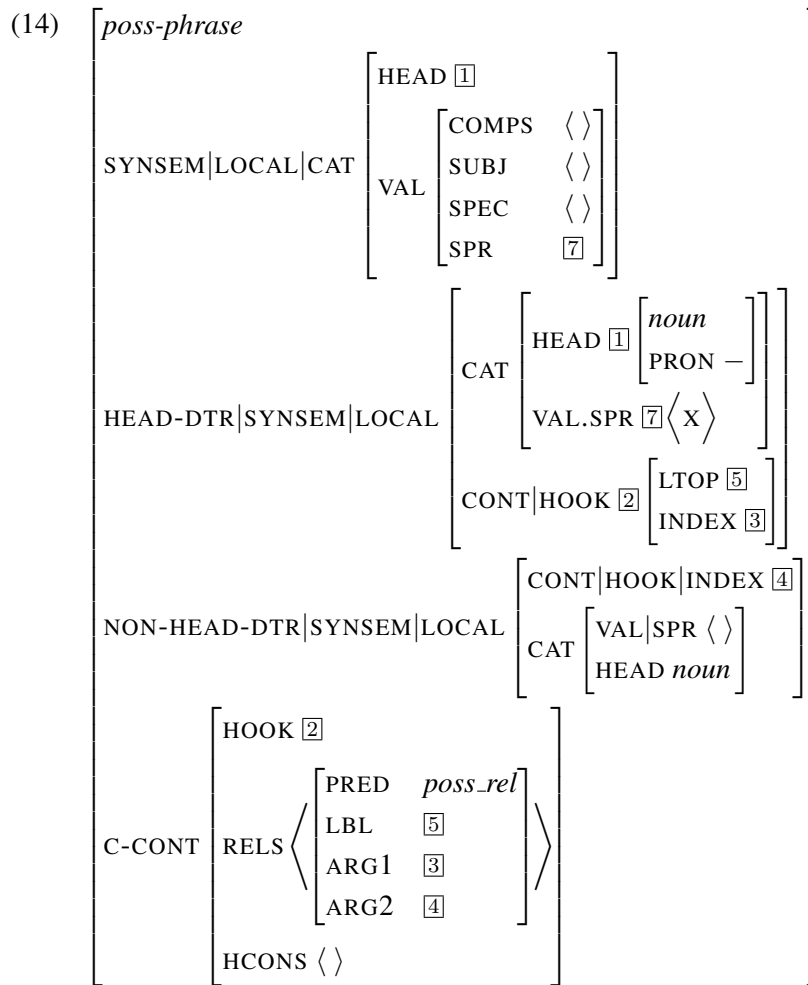 (14)
poss-phrase
HEAD 1
COMPS ⟨ ⟩
SYNSEM|LOCAL|CAT
VAL
SUBJ ⟨ ⟩
SPEC ⟨ ⟩
SPR 7
HEAD 1
noun
PRON −
CAT
VAL.SPR 7⟨X⟩
HEAD-DTR|SYNSEM|LOCAL
CONT|HOOK 2
LTOP 5
INDEX 3
CONT|HOOK|INDEX 4
NON-HEAD-DTR|SYNSEM|LOCAL
CAT
VAL|SPR ⟨ ⟩
HEAD noun
HOOK 2
PRED poss_rel
LBL 5
C-CONT
RELS
ARG1 3
ARG2 4
HCONS ⟨ ⟩